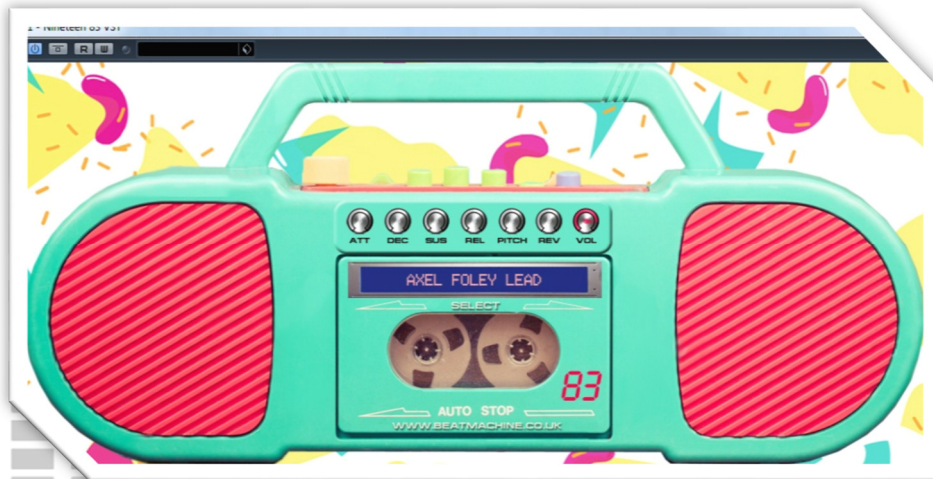 1 - Nineteen 83 VST
R W
ATT DEC SUS REL PITCH REV VOL
AXEL FOLEY LEAD
SELECT
83
AUTO STOP
WWW.BEATMACHINE.CO.UK